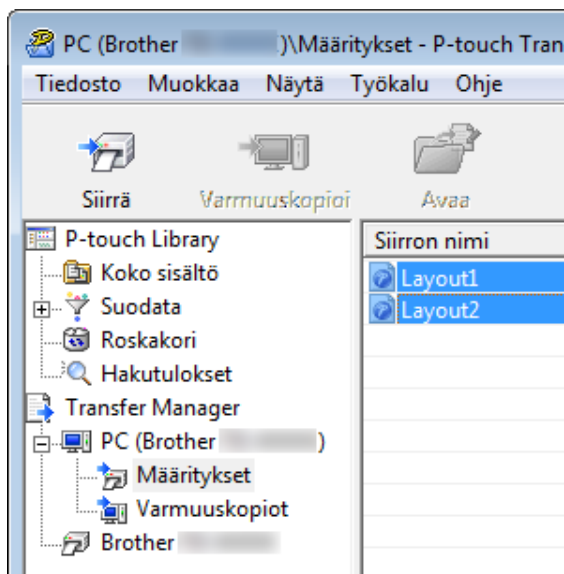 PC (Brother )\Määritykset - P-touch Tran
Tiedosto Muokkaa Näytä Työkalu Ohje
Siirrä Varmuuskopioi Avaa
P-touch Library
Koko sisältö
Suodata
Roskakori
Hakutulokset
Transfer Manager
PC (Brother )
Määritykset
Varmuuskopiot
Brother
Siirron nimi
Layout1
Layout2